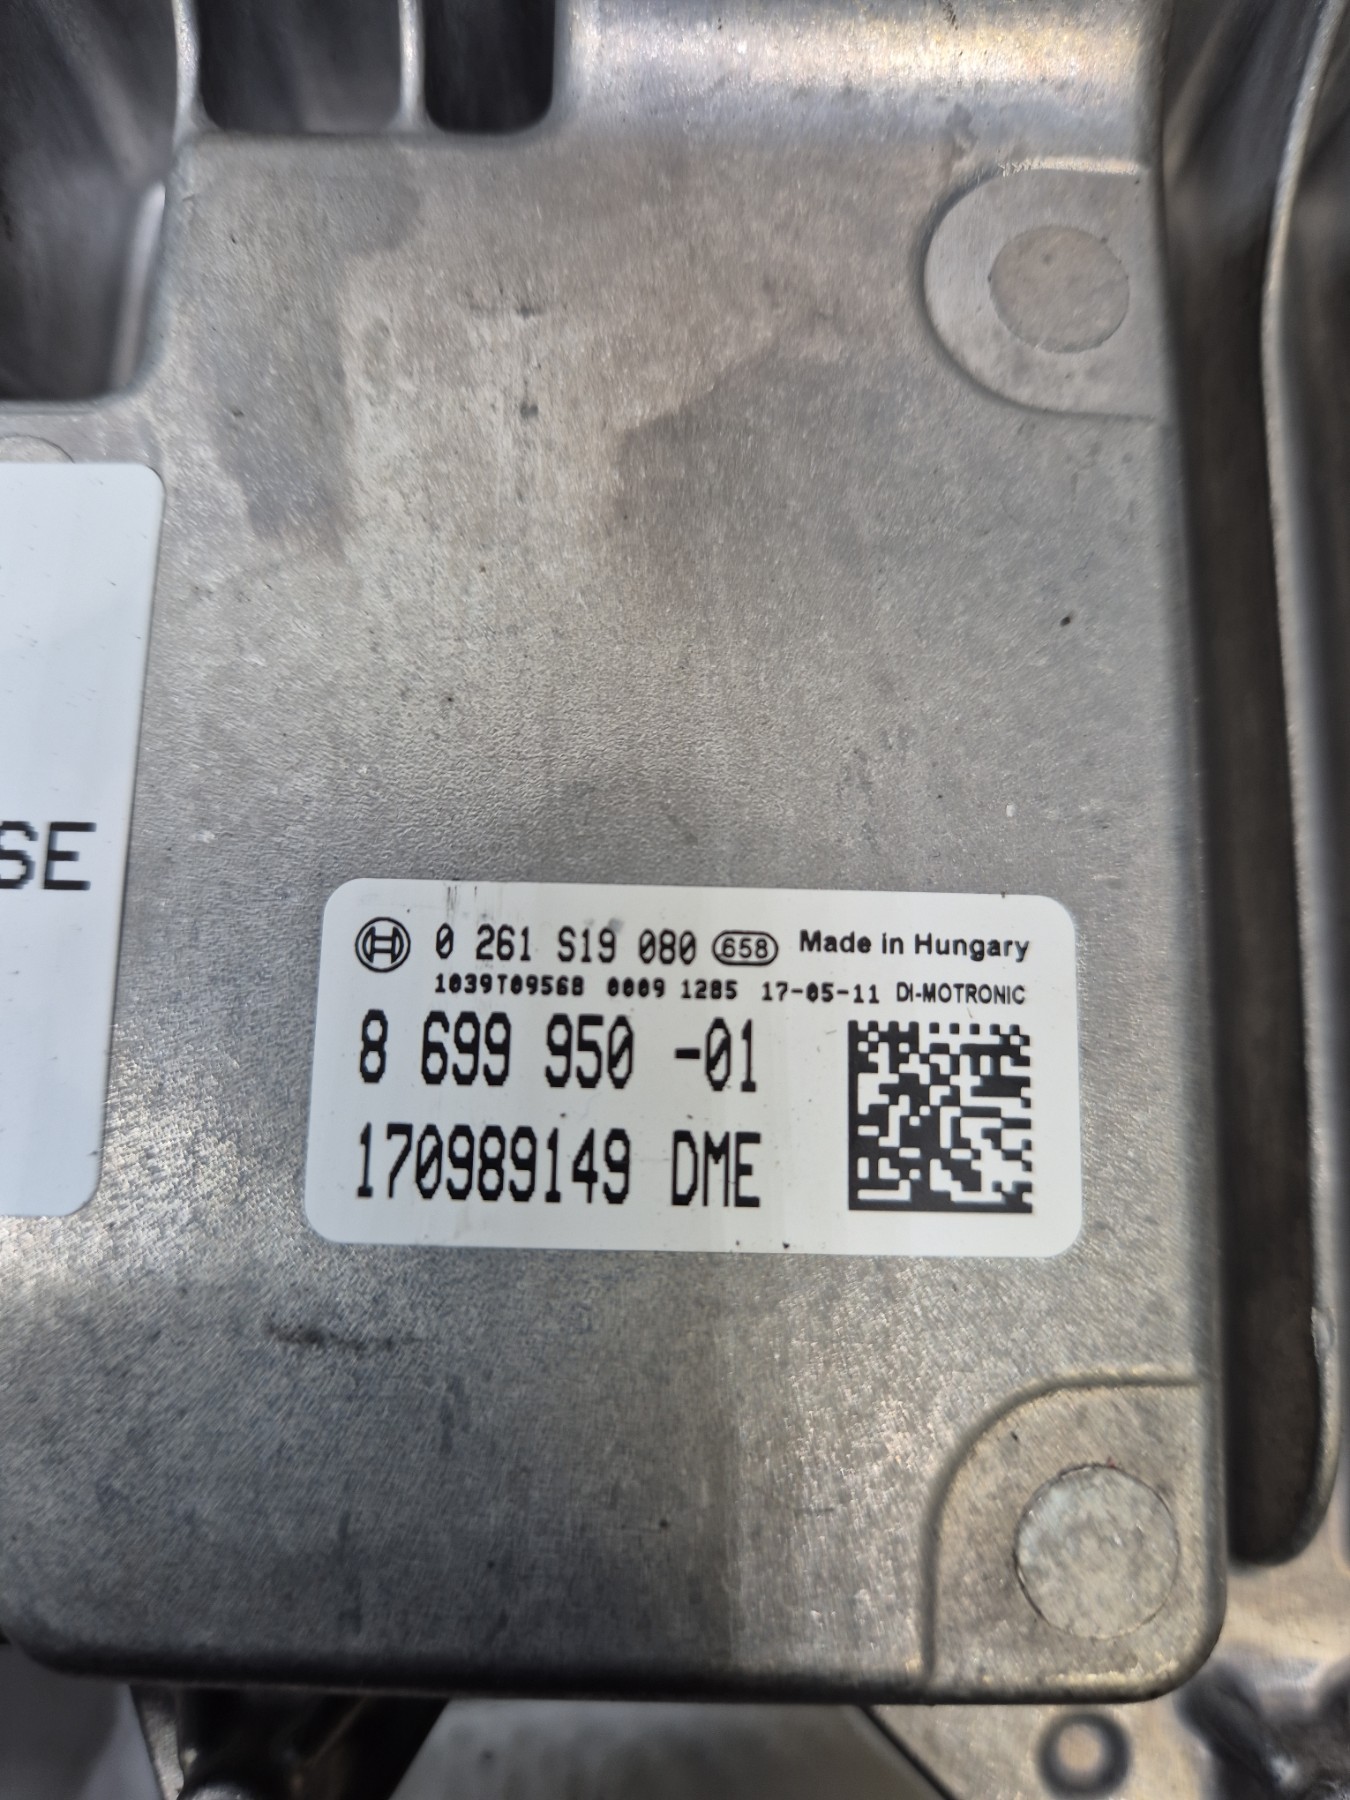 SE
0 261 S19 080 658 Made in Hungary
1039T09568 0009 1285 17-05-11 DI-MOTRONIC
8 699 950 -01
170989149 DME